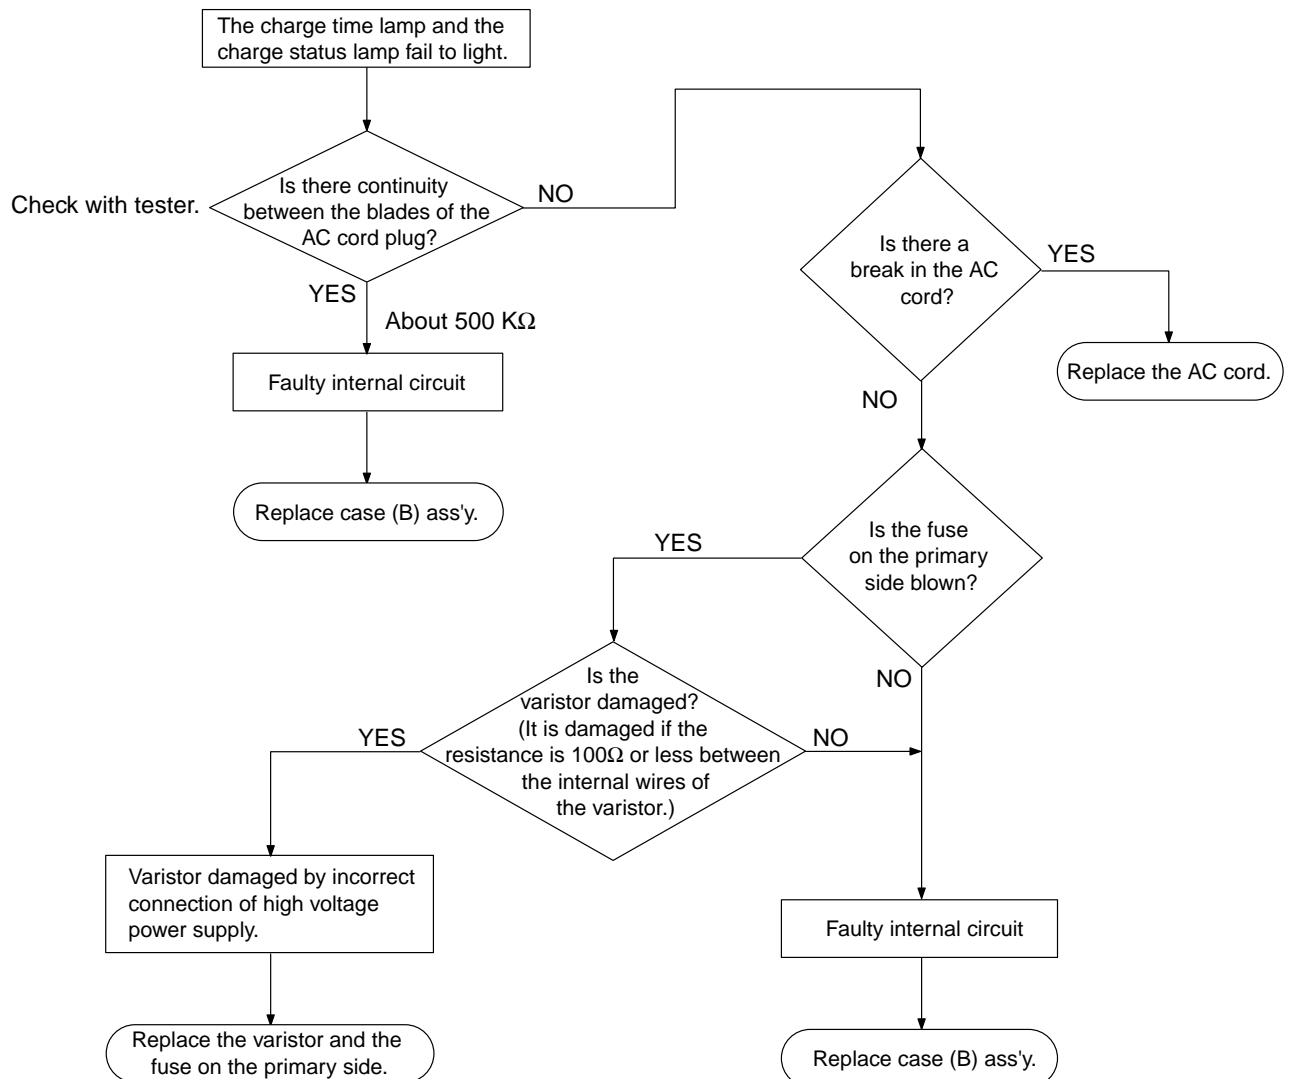 The charge time lamp and the
charge status lamp fail to light.
Check with tester.
Is there continuity
between the blades of the
AC cord plug?
NO
YES
About 500 KΩ
Faulty internal circuit
Replace case (B) ass'y.
Is there a
break in the AC
cord?
YES
Replace the AC cord.
NO
Is the fuse
on the primary
side blown?
YES
NO
Is the
varistor damaged?
(It is damaged if the
resistance is 100Ω or less between
the internal wires of
the varistor.)
YES
NO
Varistor damaged by incorrect
connection of high voltage
power supply.
Replace the varistor and the
fuse on the primary side.
Faulty internal circuit
Replace case (B) ass'y.